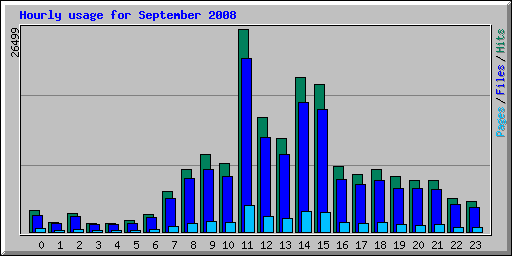 Hourly usage for September 2008
26499
Pages / Files / Hits
0 1 2 3 4 5 6 7 8 9 10 11 12 13 14 15 16 17 18 19 20 21 22 23